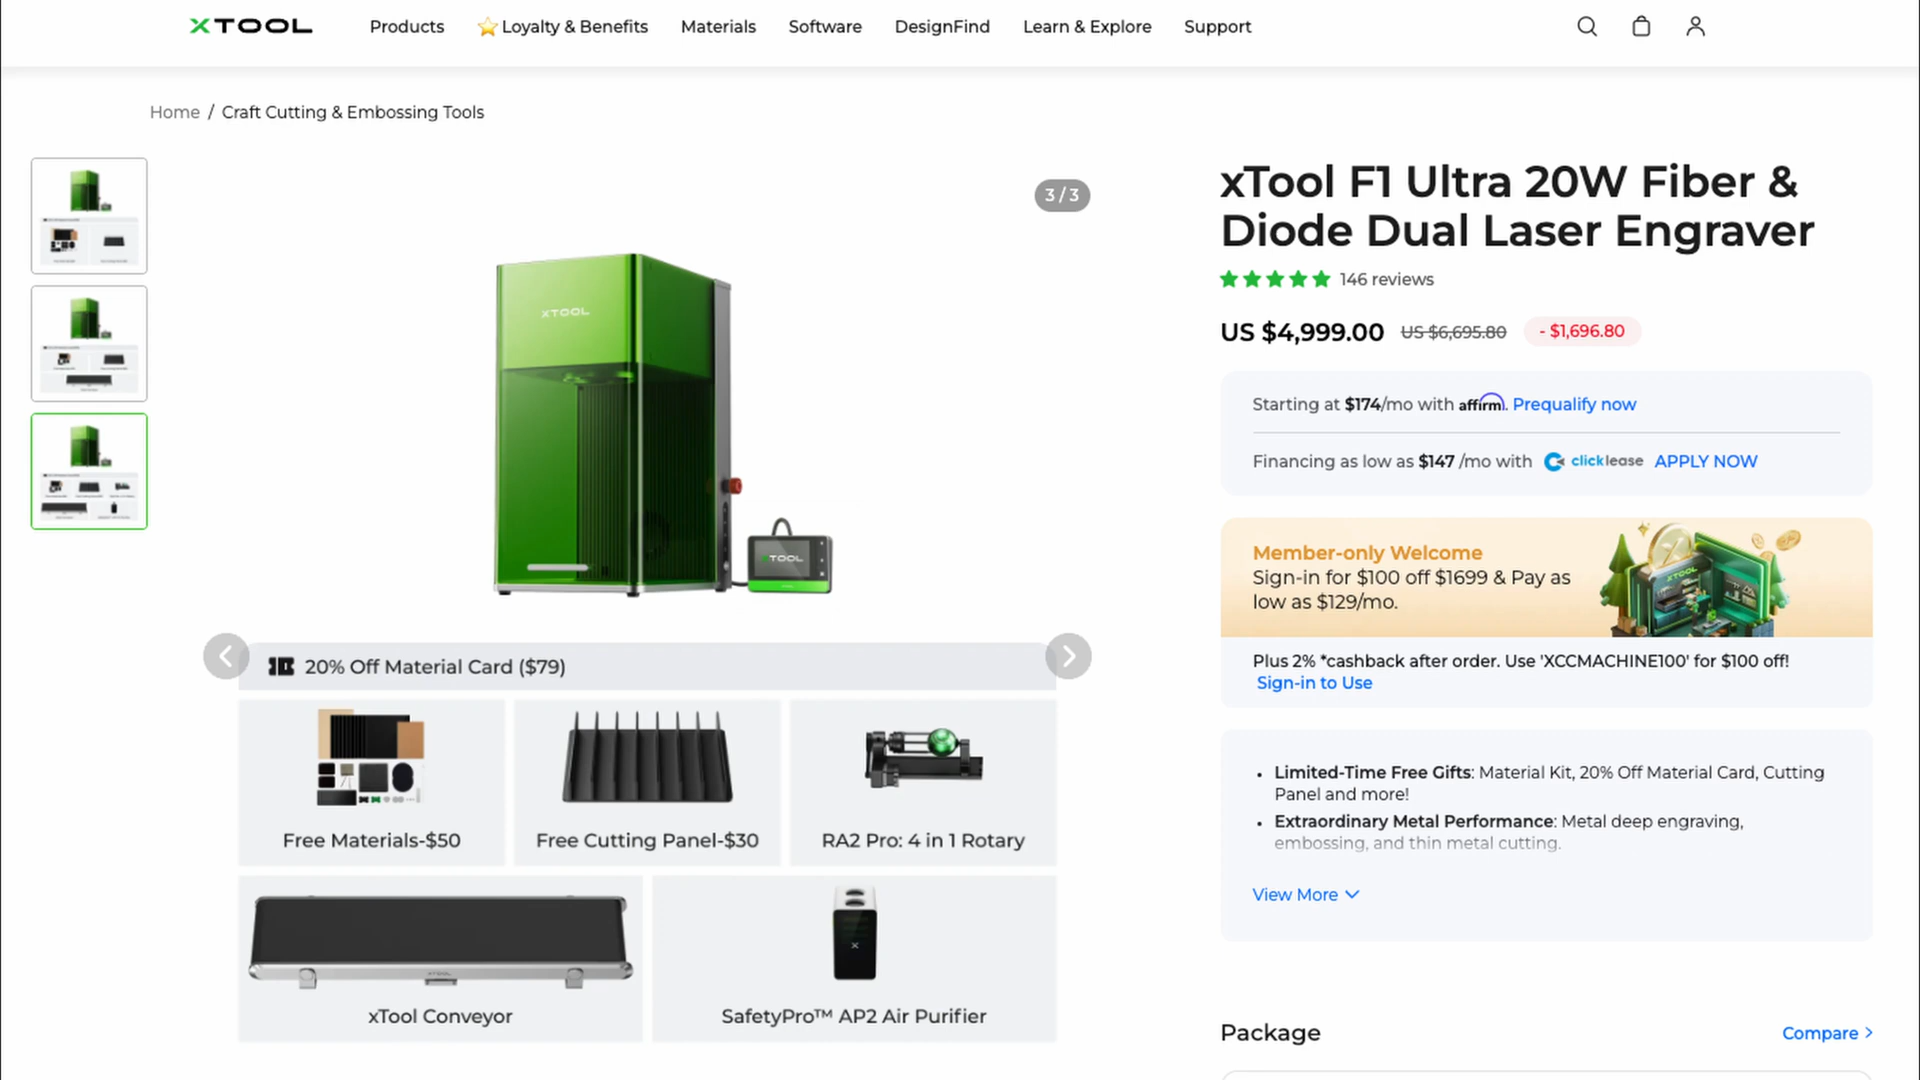 XTOOL
Products
Loyalty & Benefits
Materials
Software
DesignFind
Learn & Explore
Support
Home / Craft Cutting & Embossing Tools
3 / 3
XTOOL
XTOOL
20% Off Material Card ($79)
Free Materials-$50
Free Cutting Panel-$30
RA2 Pro: 4 in 1 Rotary
xTool Conveyor
SafetyPro™ AP2 Air Purifier
xTool F1 Ultra 20W Fiber &
Diode Dual Laser Engraver
146 reviews
US $4,999.00 US $6,695.80 - $1,696.80
Starting at $174/mo with affirm. Prequalify now
Financing as low as $147 /mo with clicklease APPLY NOW
Member-only Welcome
Sign-in for $100 off $1699 & Pay as
low as $129/mo.
XTOOL
Plus 2% *cashback after order. Use 'XCCMACHINE100' for $100 off!
Sign-in to Use
Limited-Time Free Gifts: Material Kit, 20% Off Material Card, Cutting
Panel and more!
Extraordinary Metal Performance: Metal deep engraving,
embossing, and thin metal cutting.
View More
Package
Compare